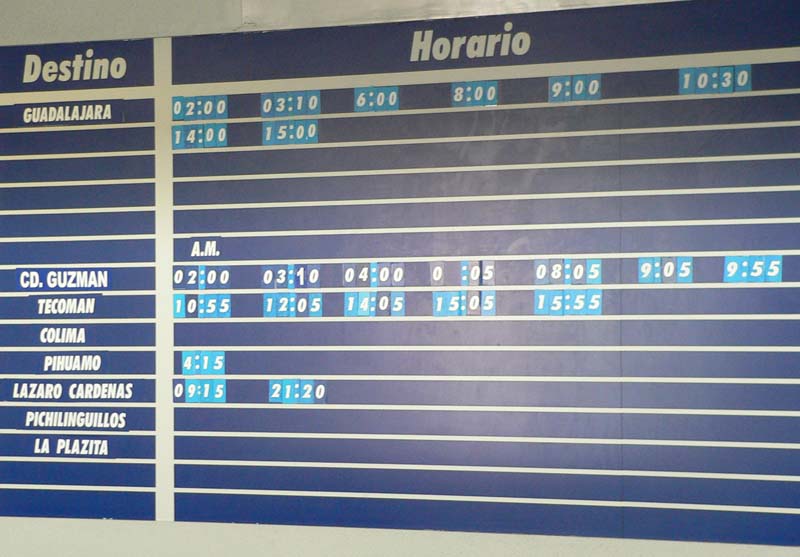 Destino Horario
GUADALAJARA 02:00 03:10 6:00 8:00 9:00 10:30
14:00 15:00
A.M.
CD. GUZMAN 02:00 03:10 04:00 0 :05 08:05 9:05 9:55
TECOMAN 10:55 12:05 14:05 15:05 15:55
COLIMA
PIHUAMO 4:15
LAZARO CARDENAS 09:15 21:20
PICHILINGUILLOS
LA PLAZITA